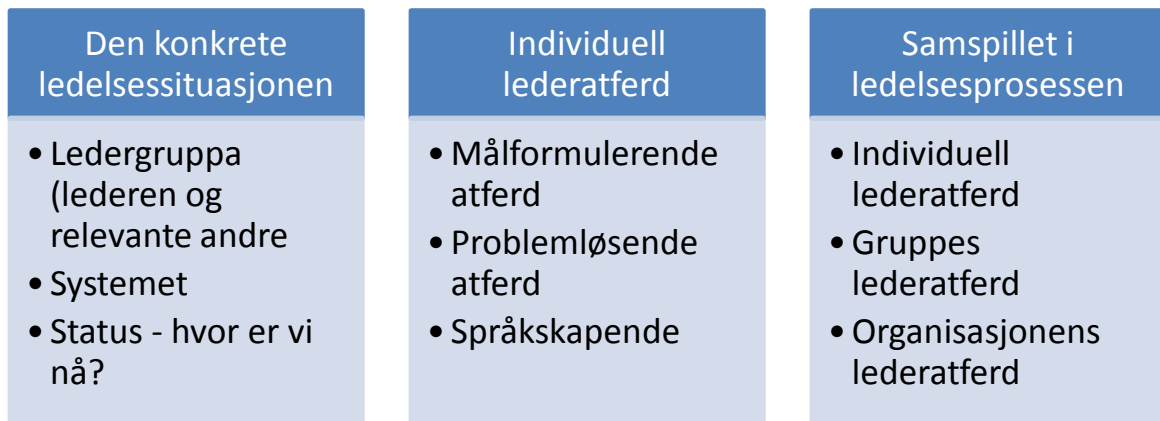 Den konkrete
ledelsessituasjonen
• Ledergruppa
(lederen og
relevante andre
• Systemet
• Status - hvor er vi
nå?
Individuell
lederatferd
• Målformulerende
atferd
• Problemløsende
atferd
• Språkskapende
Samspillet i
ledelsesprosessen
• Individuell
lederatferd
• Gruppes
lederatferd
• Organisasjonens
lederatferd